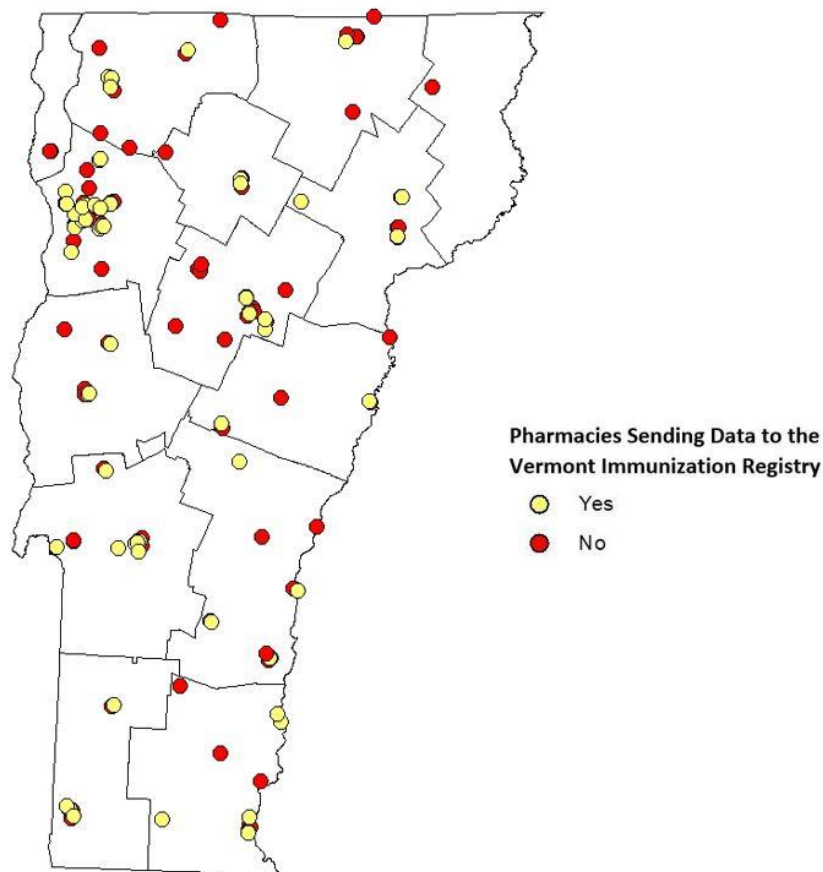 Pharmacies Sending Data to the
Vermont Immunization Registry
Yes
No